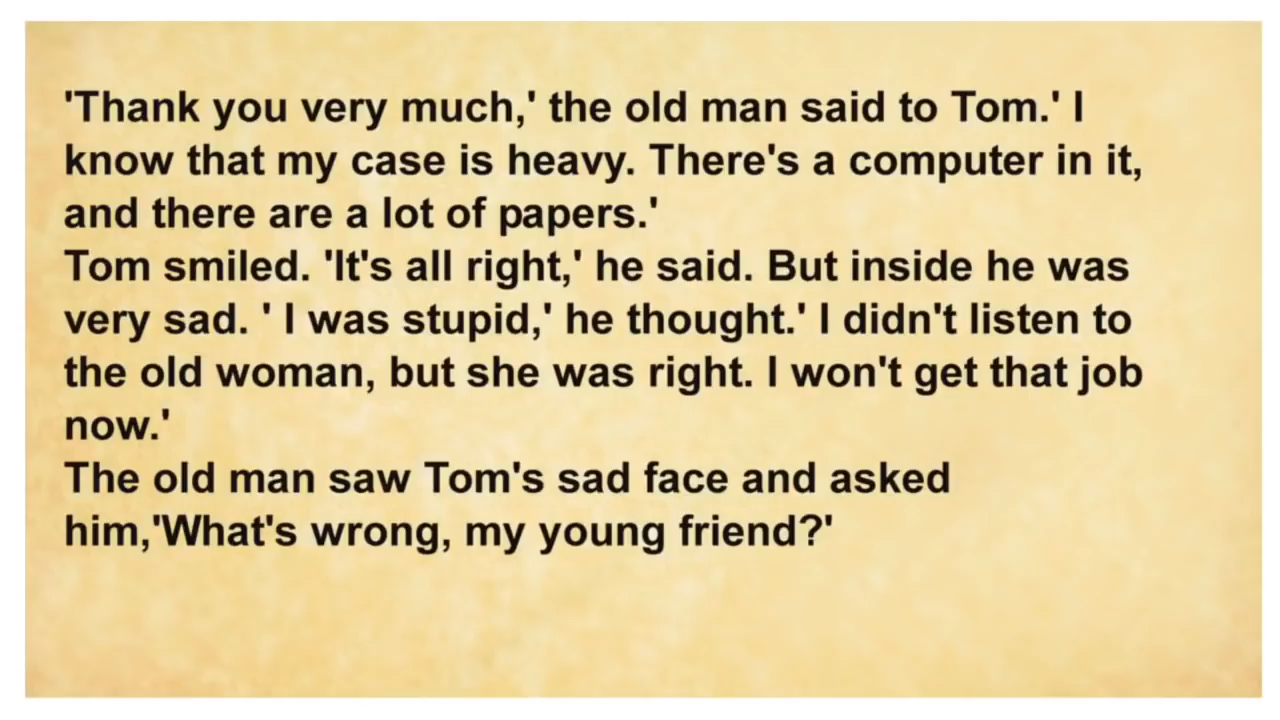 'Thank you very much,' the old man said to Tom.' I
know that my case is heavy. There's a computer in it,
and there are a lot of papers.'
Tom smiled. 'It's all right,' he said. But inside he was
very sad. ' I was stupid,' he thought.' I didn't listen to
the old woman, but she was right. I won't get that job
now.'
The old man saw Tom's sad face and asked
him,'What's wrong, my young friend?'